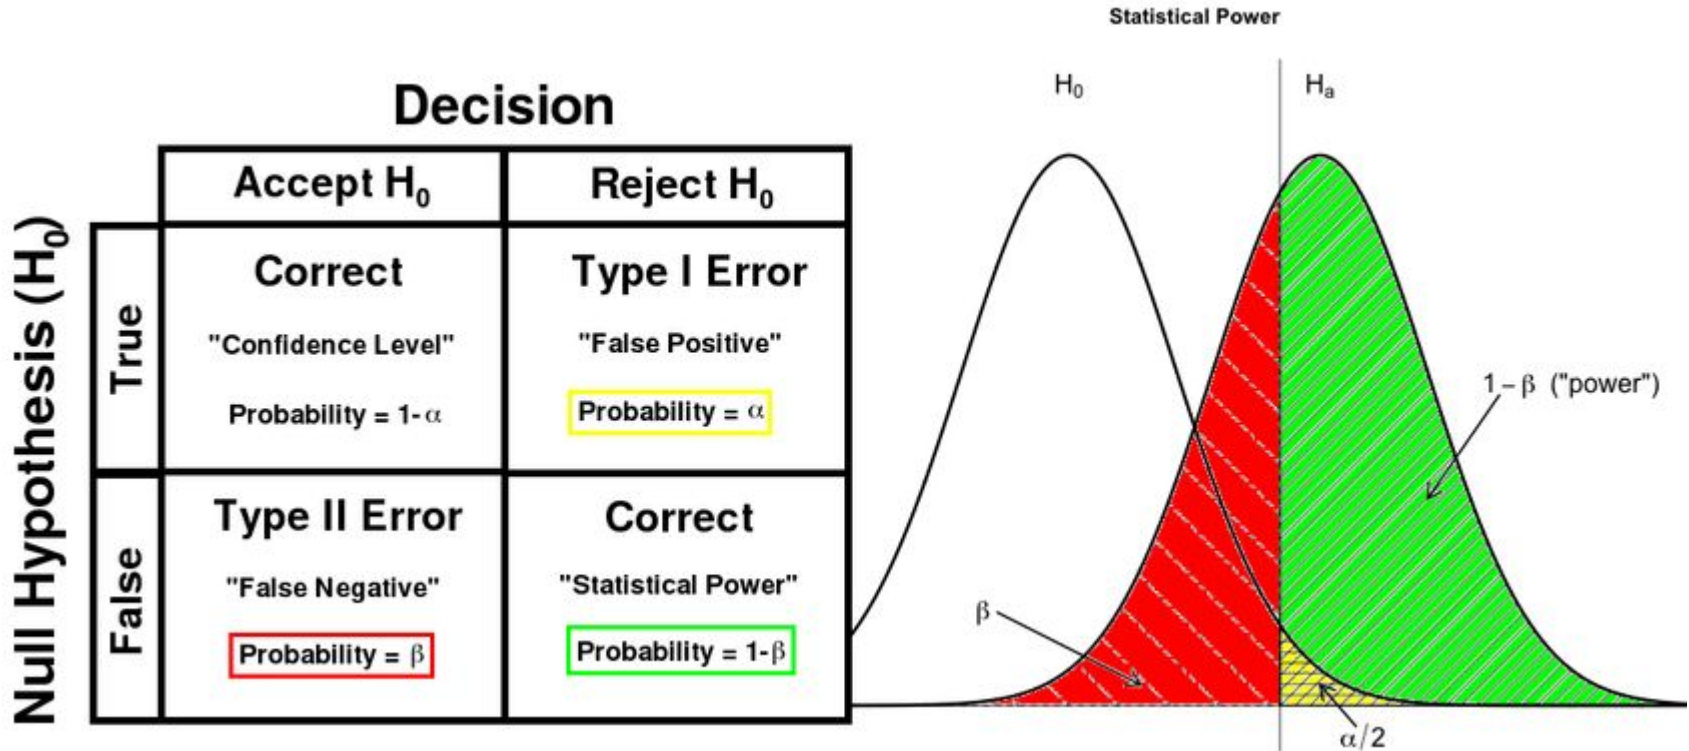 Decision
Accept H₀
Reject H₀
Null Hypothesis (H₀)
True
Correct
"Confidence Level"
Probability = 1-α
Type I Error
"False Positive"
Probability = α
False
Type II Error
"False Negative"
Probability = β
Correct
"Statistical Power"
Probability = 1-β
Statistical Power
H₀
Hₐ
1 – β ("power")
β
α/2